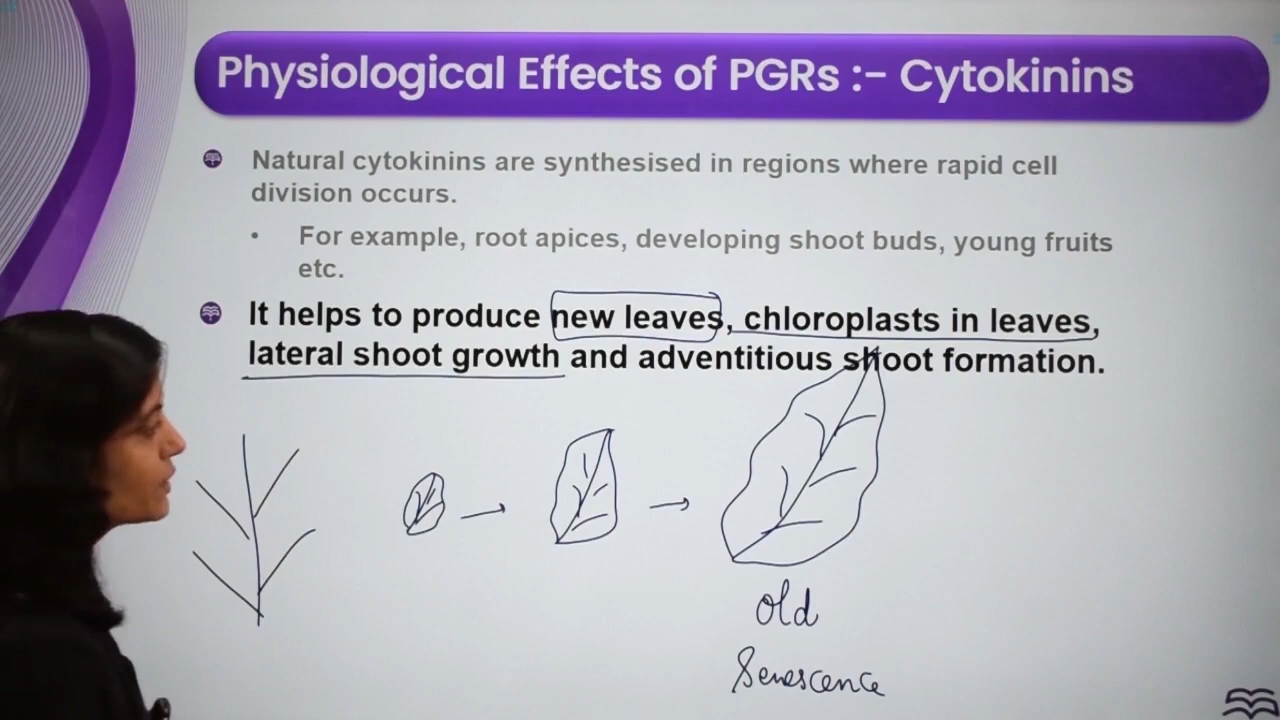 Physiological Effects of PGRs :- Cytokinins
Natural cytokinins are synthesised in regions where rapid cell
division occurs.
• For example, root apices, developing shoot buds, young fruits
etc.
It helps to produce new leaves, chloroplasts in leaves,
lateral shoot growth and adventitious shoot formation.
Old
Senescence